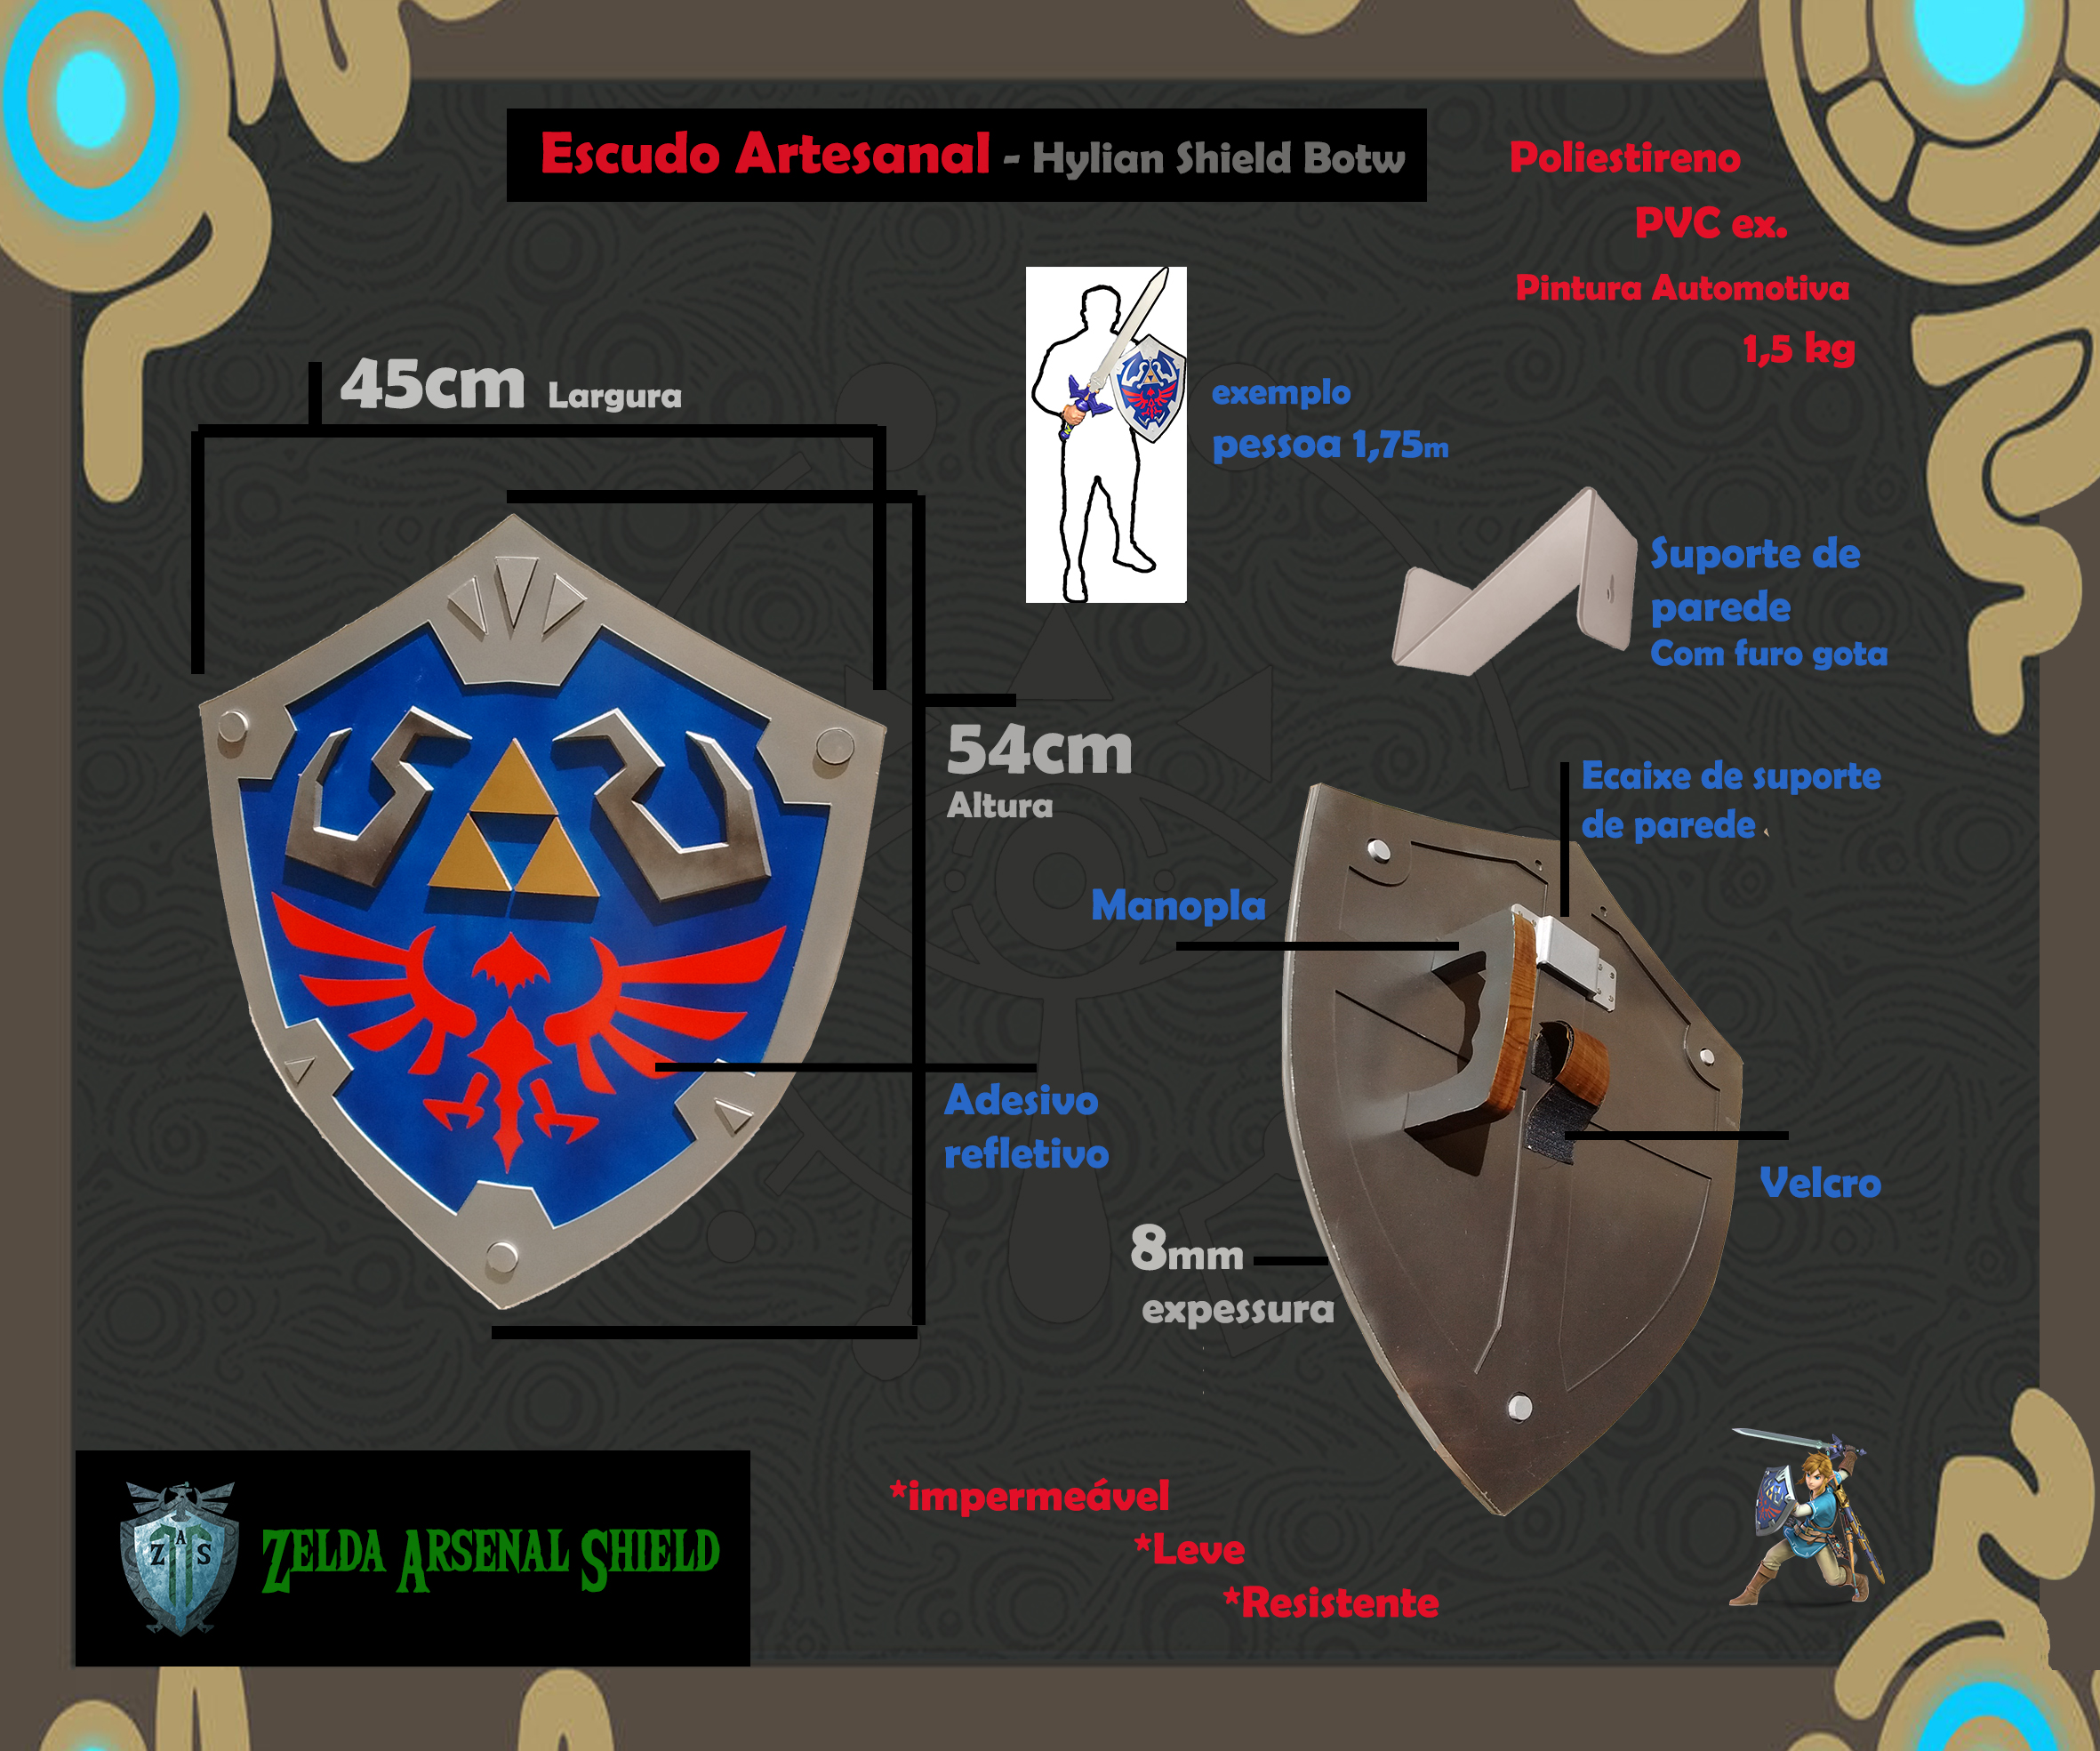 Escudo Artesanal - Hylian Shield Botw
Poliestireno
PVC ex.
Pintura Automotiva
1,5 kg
45cm Largura
exemplo
pessoa 1,75m
Suporte de
parede
Com furo gota
54cm
Altura
Ecaixe de suporte
de parede
Manopla
Adesivo
refletivo
Velcro
8mm
expessura
Z A S
ZELDA ARSENAL SHIELD
*impermeável
*Leve
*Resistente